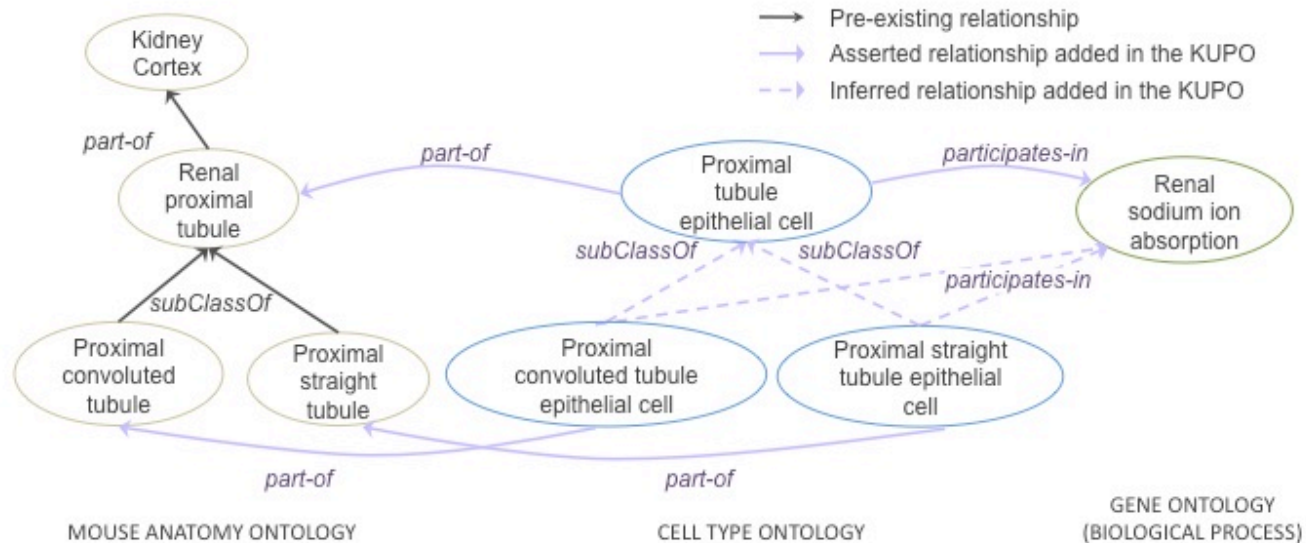 Kidney
Cortex
Pre-existing relationship
Asserted relationship added in the KUPO
Inferred relationship added in the KUPO
part-of
part-of
participates-in
Renal
proximal
tubule
Proximal
tubule
epithelial cell
Renal
sodium ion
absorption
subClassOf
subClassOf
subClassOf
participates-in
Proximal
convoluted
tubule
Proximal
straight
tubule
Proximal
convoluted tubule
epithelial cell
Proximal straight
tubule epithelial
cell
part-of
part-of
MOUSE ANATOMY ONTOLOGY
CELL TYPE ONTOLOGY
GENE ONTOLOGY
(BIOLOGICAL PROCESS)